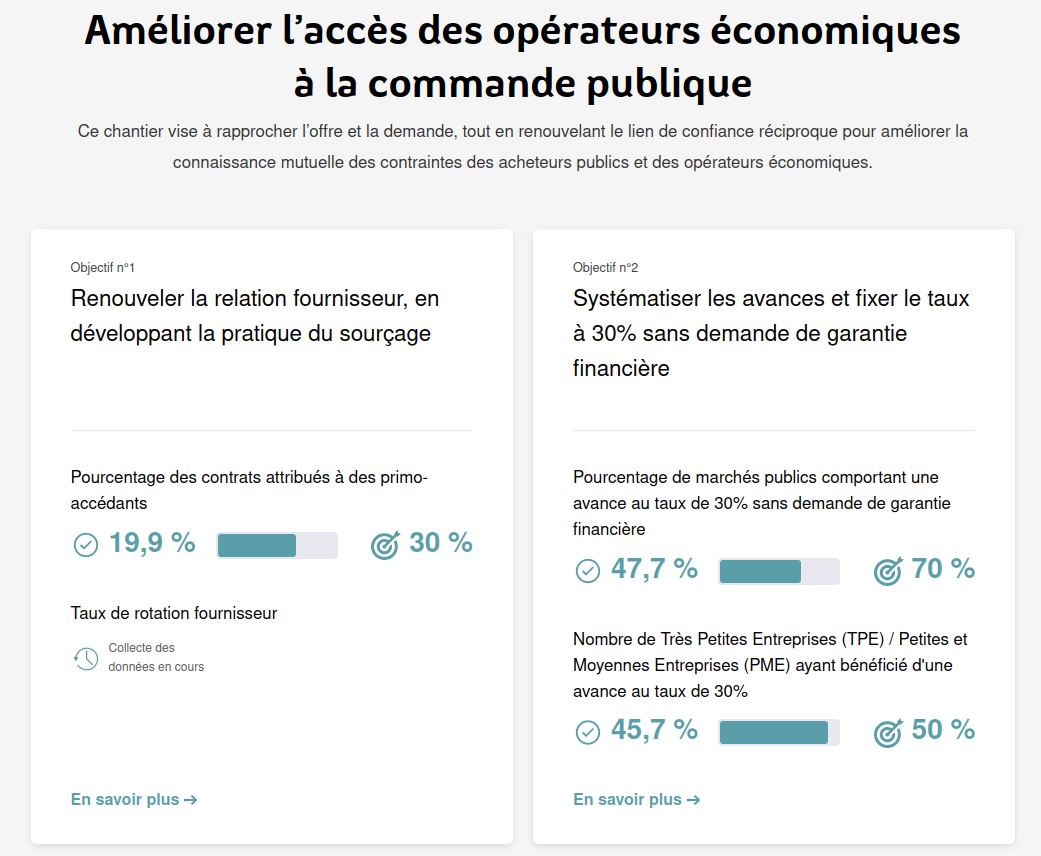 Améliorer l’accès des opérateurs économiques
à la commande publique
Ce chantier vise à rapprocher l’offre et la demande, tout en renouvelant le lien de confiance réciproque pour améliorer la
connaissance mutuelle des contraintes des acheteurs publics et des opérateurs économiques.
Objectif n°1
Renouveler la relation fournisseur, en
développant la pratique du sourçage
Pourcentage des contrats attribués à des primo-
accédants
19,9 %
30 %
Taux de rotation fournisseur
Collecte des
données en cours
En savoir plus →
Objectif n°2
Systématiser les avances et fixer le taux
à 30% sans demande de garantie
financière
Pourcentage de marchés publics comportant une
avance au taux de 30% sans demande de garantie
financière
47,7 %
70 %
Nombre de Très Petites Entreprises (TPE) / Petites et
Moyennes Entreprises (PME) ayant bénéficié d'une
avance au taux de 30%
45,7 %
50 %
En savoir plus →